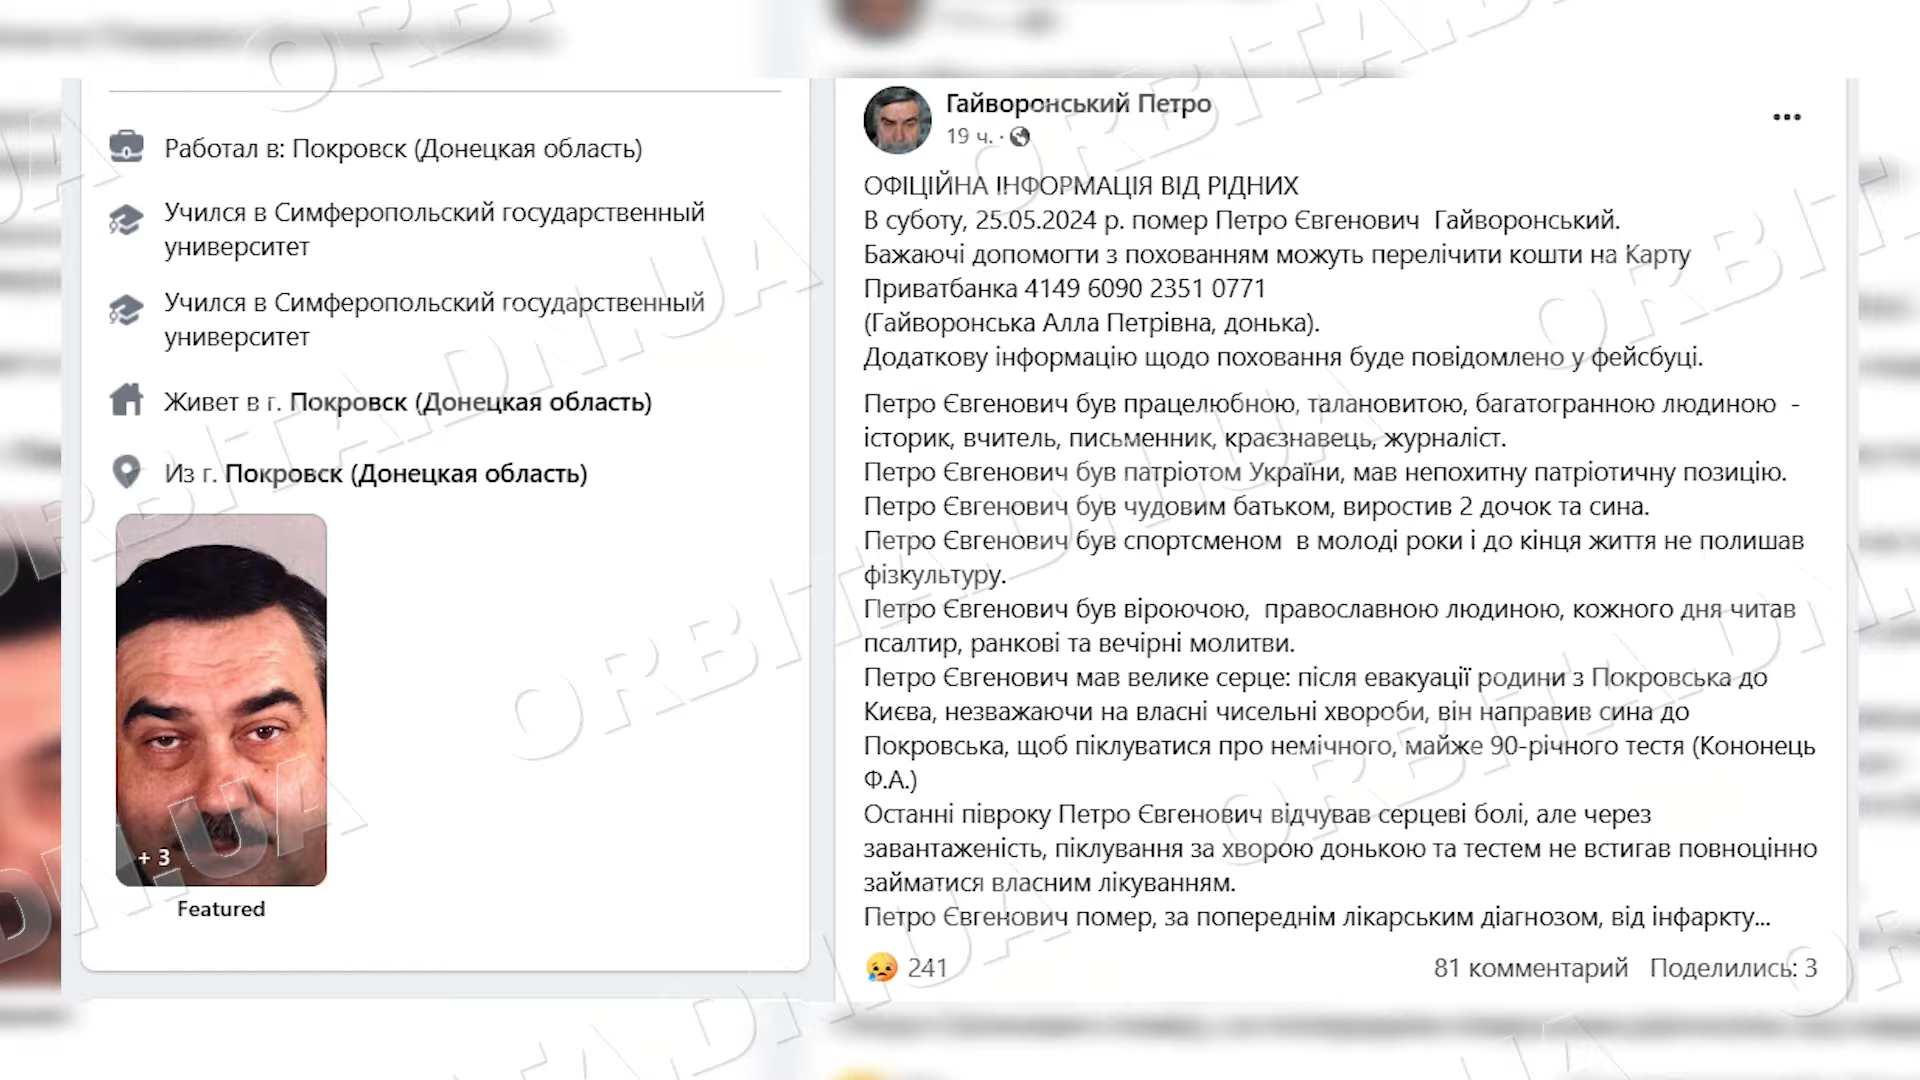 Работал в: Покровск (Донецкая область)
Учился в Симферопольский государственный
университет
Учился в Симферопольский государственный
университет
Живет в г. Покровск (Донецкая область)
Из г. Покровск (Донецкая область)
+ 3
Featured
Гайворонський Петро
19 ч. ·
ОФІЦІЙНА ІНФОРМАЦІЯ ВІД РІДНИХ
В суботу, 25.05.2024 р. помер Петро Євгенович Гайворонський.
Бажаючі допомогти з похованням можуть перелічити кошти на Карту
Приватбанка 4149 6090 2351 0771
(Гайворонська Алла Петрівна, донька).
Додаткову інформацію щодо поховання буде повідомлено у фейсбуці.
Петро Євгенович був працелюбною, талановитою, багатогранною людиною -
історик, вчитель, письменник, краєзнавець, журналіст.
Петро Євгенович був патріотом України, мав непохитну патріотичну позицію.
Петро Євгенович був чудовим батьком, виростив 2 дочок та сина.
Петро Євгенович був спортсменом в молоді роки і до кінця життя не полишав
фізкультуру.
Петро Євгенович був віроючою, православною людиною, кожного дня читав
псалтир, ранкові та вечірні молитви.
Петро Євгенович мав велике серце: після евакуації родини з Покровська до
Києва, незважаючи на власні чисельні хвороби, він направив сина до
Покровська, щоб піклуватися про немічного, майже 90-річного тестя (Кононець
Ф.А.)
Останні півроку Петро Євгенович відчував серцеві болі, але через
завантаженість, піклування за хворою донькою та тестем не встигав повноцінно
займатися власним лікуванням.
Петро Євгенович помер, за попереднім лікарським діагнозом, від інфаркту...
241
81 комментарий Поделились: 3
ORBITA.DN.UA